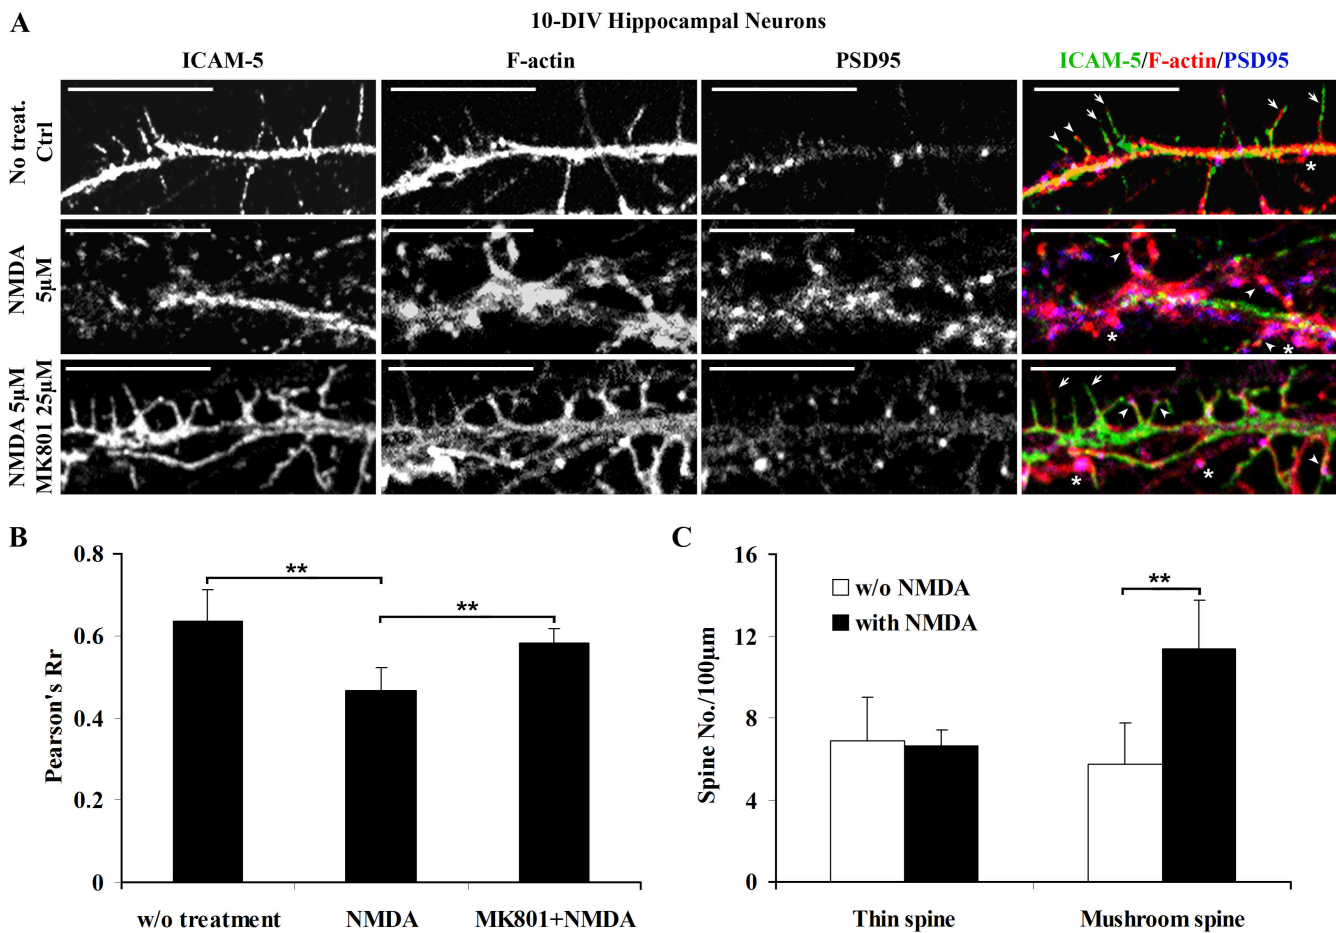 A
10-DIV Hippocampal Neurons
ICAM-5
F-actin
PSD95
ICAM-5/F-actin/PSD95
No treat.
Ctrl
*
NMDA
5μM
*
*
NMDA 5μM
MK801 25μM
*
*
B
0.8
0.6
0.4
0.2
0
Pearson's Rr
**
**
w/o treatment
NMDA
MK801+NMDA
C
16
12
8
4
0
Spine No./100μm
w/o NMDA
with NMDA
**
Thin spine
Mushroom spine